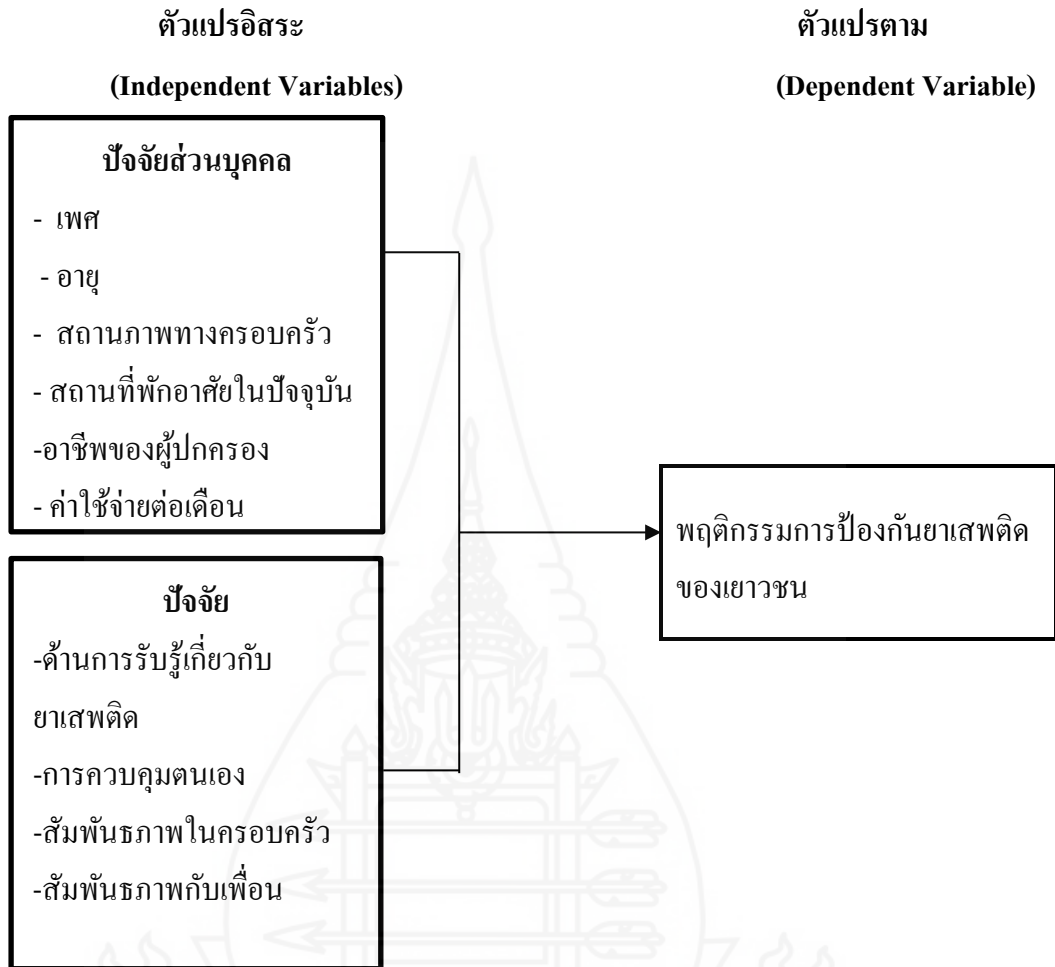 ตัวแปรอิสระ
(Independent Variables)
ตัวแปรตาม
(Dependent Variable)
ปัจจัยส่วนบุคคล
- เพศ
- อายุ
- สถานภาพทางครอบครัว
- สถานที่พักอาศัยในปัจจุบัน
-อาชีพของผู้ปกครอง
- ค่าใช้จ่ายต่อเดือน
ปัจจัย
-ด้านการรับรู้เกี่ยวกับ
ยาเสพติด
-การควบคุมตนเอง
-สัมพันธภาพในครอบครัว
-สัมพันธภาพกับเพื่อน
พฤติกรรมการป้องกันยาเสพติด
ของเยาวชน